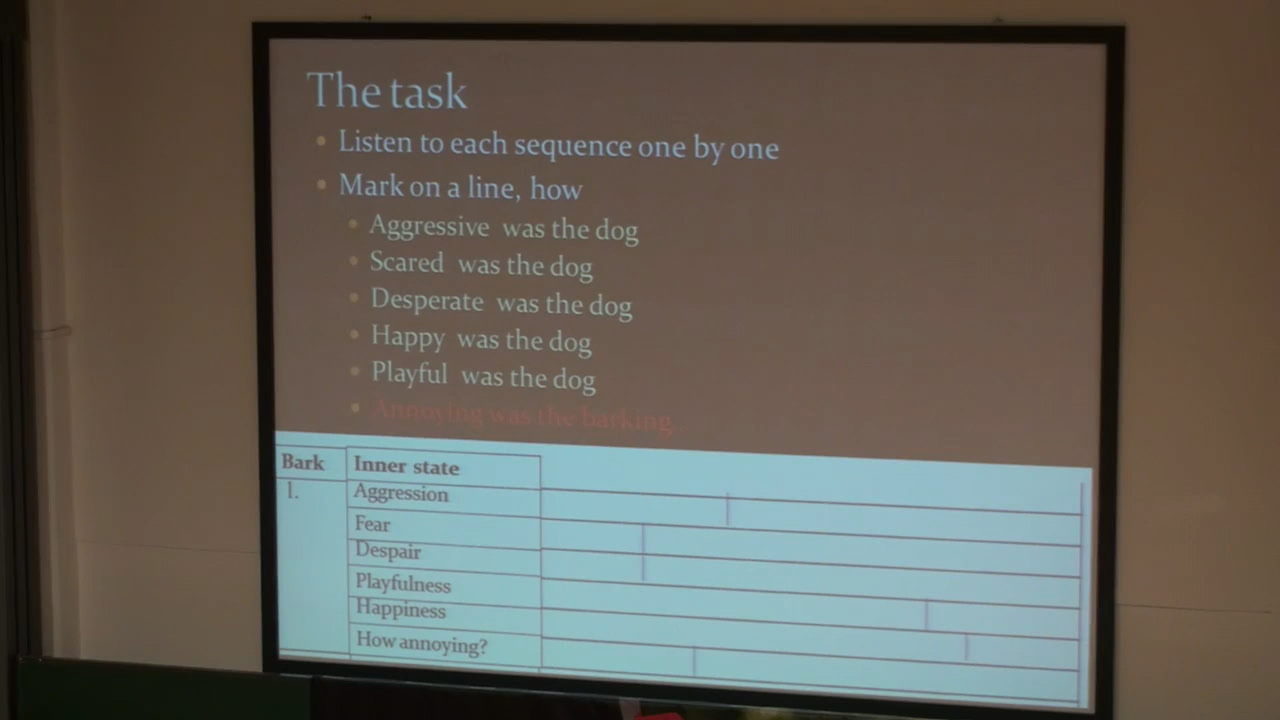 The task
Listen to each sequence one by one
Mark on a line, how
Aggressive was the dog
Scared was the dog
Desperate was the dog
Happy was the dog
Playful was the dog
Annoying was the barking..
Bark Inner state
1. Aggression
Fear
Despair
Playfulness
Happiness
How annoying?